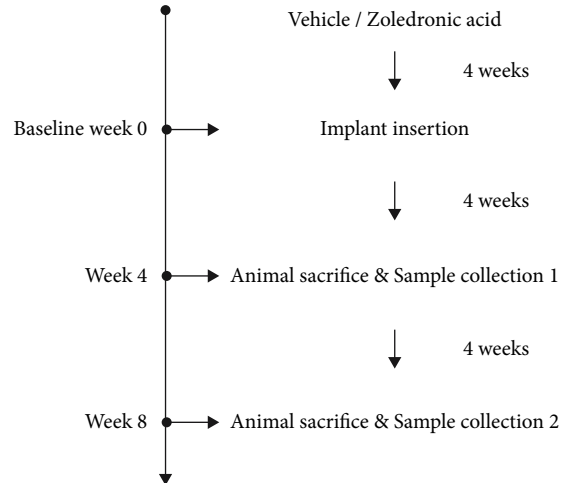 Vehicle / Zoledronic acid
4 weeks
Baseline week 0
Implant insertion
4 weeks
Week 4
Animal sacrifice & Sample collection 1
4 weeks
Week 8
Animal sacrifice & Sample collection 2